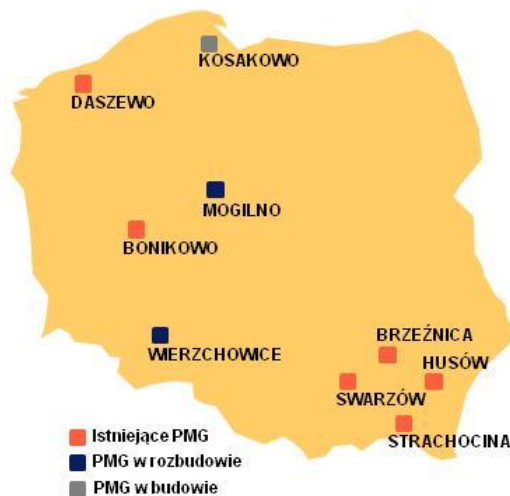 KOSAKOWO
DASZEWO
MOGILNO
BONIKOWO
BRZEŹNICA
WIERZCHOWICE
HUSÓW
SWARZÓW
STRACHOCINA
Istniejące PMG
PMG w rozbudowie
PMG w budowie